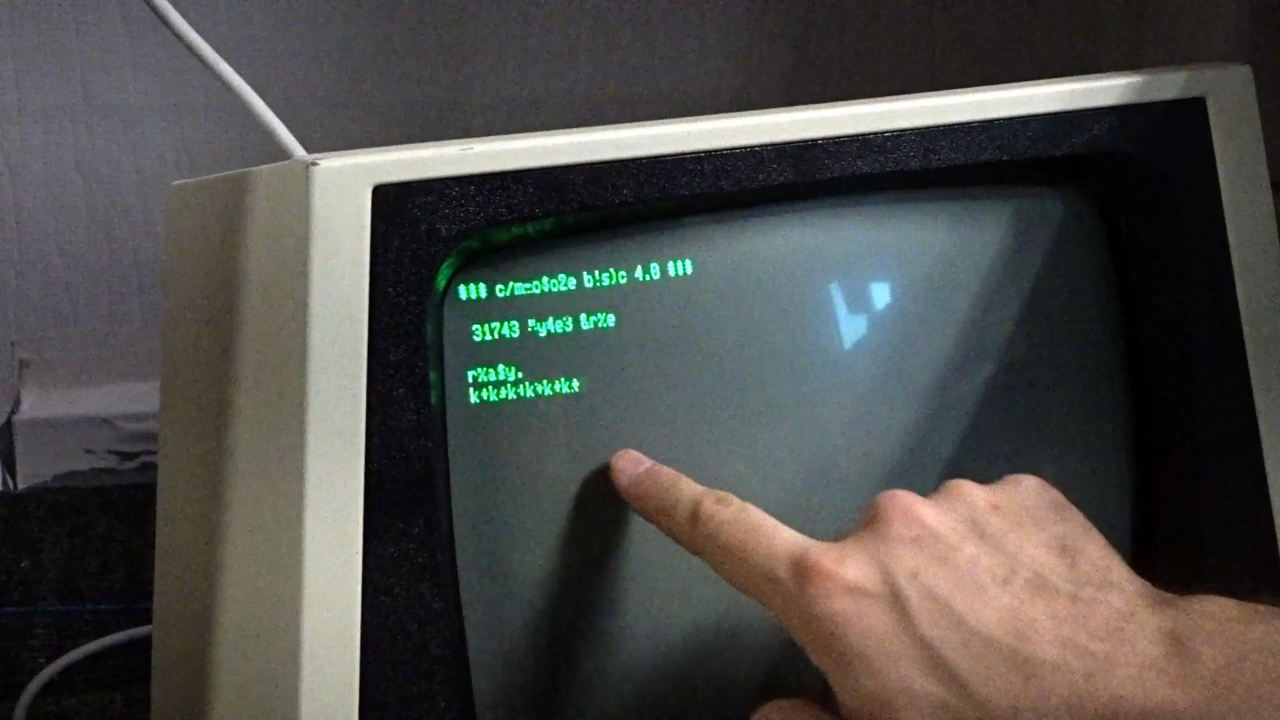 $$$ c/m=o$o2e b!s)c 4.0 $$$
31743 "y4e3 &r%e
r%a$y.
k+k+k+k+k+k+